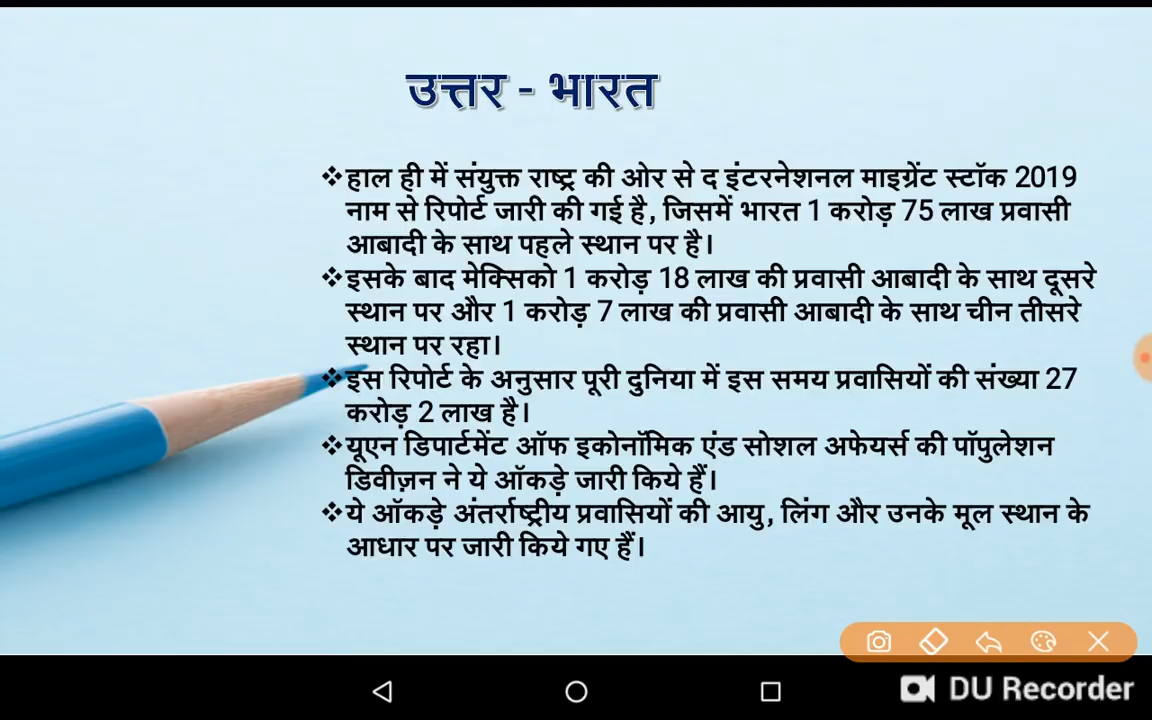 उत्तर - भारत
❖हाल ही में संयुक्त राष्ट्र की ओर से द इंटरनेशनल माइग्रेंट स्टॉक 2019
नाम से रिपोर्ट जारी की गई है, जिसमें भारत 1 करोड़ 75 लाख प्रवासी
आबादी के साथ पहले स्थान पर है।
❖इसके बाद मेक्सिको 1 करोड़ 18 लाख की प्रवासी आबादी के साथ दूसरे
स्थान पर और 1 करोड़ 7 लाख की प्रवासी आबादी के साथ चीन तीसरे
स्थान पर रहा।
❖इस रिपोर्ट के अनुसार पूरी दुनिया में इस समय प्रवासियों की संख्या 27
करोड़ 2 लाख है।
❖यूएन डिपार्टमेंट ऑफ इकोनॉमिक एंड सोशल अफेयर्स की पॉपुलेशन
डिवीज़न ने ये ऑकड़े जारी किये हैं।
❖ये ऑकड़े अंतर्राष्ट्रीय प्रवासियों की आयु, लिंग और उनके मूल स्थान के
आधार पर जारी किये गए हैं।
DU Recorder